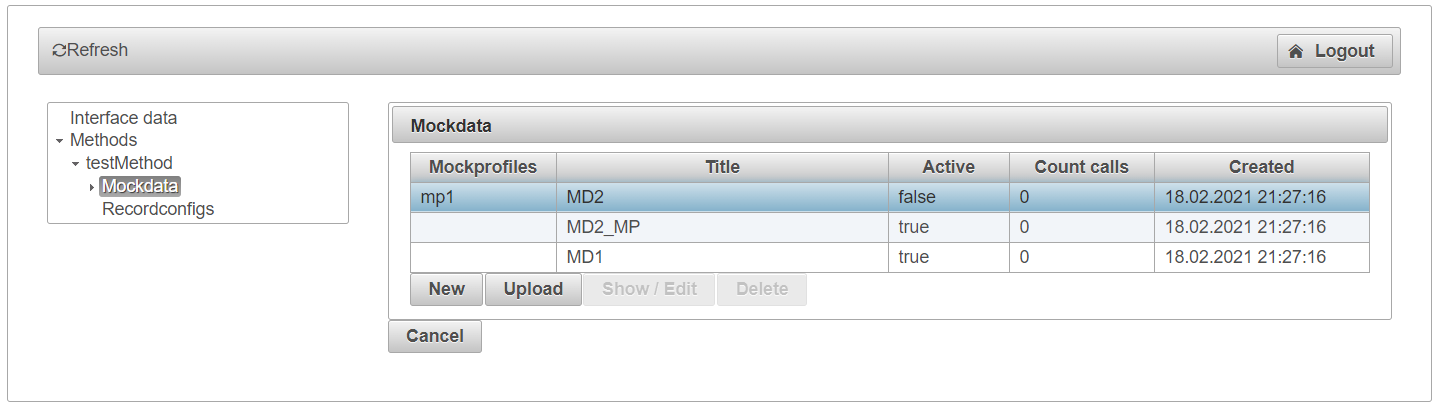 Refresh Logout
Interface data
Methods
testMethod
Mockdata
Recordconfigs
Mockdata
Mockprofiles Title Active Count calls Created
mp1 MD2 false 0 18.02.2021 21:27:16
MD2_MP true 0 18.02.2021 21:27:16
MD1 true 0 18.02.2021 21:27:16
New Upload Show / Edit Delete
Cancel